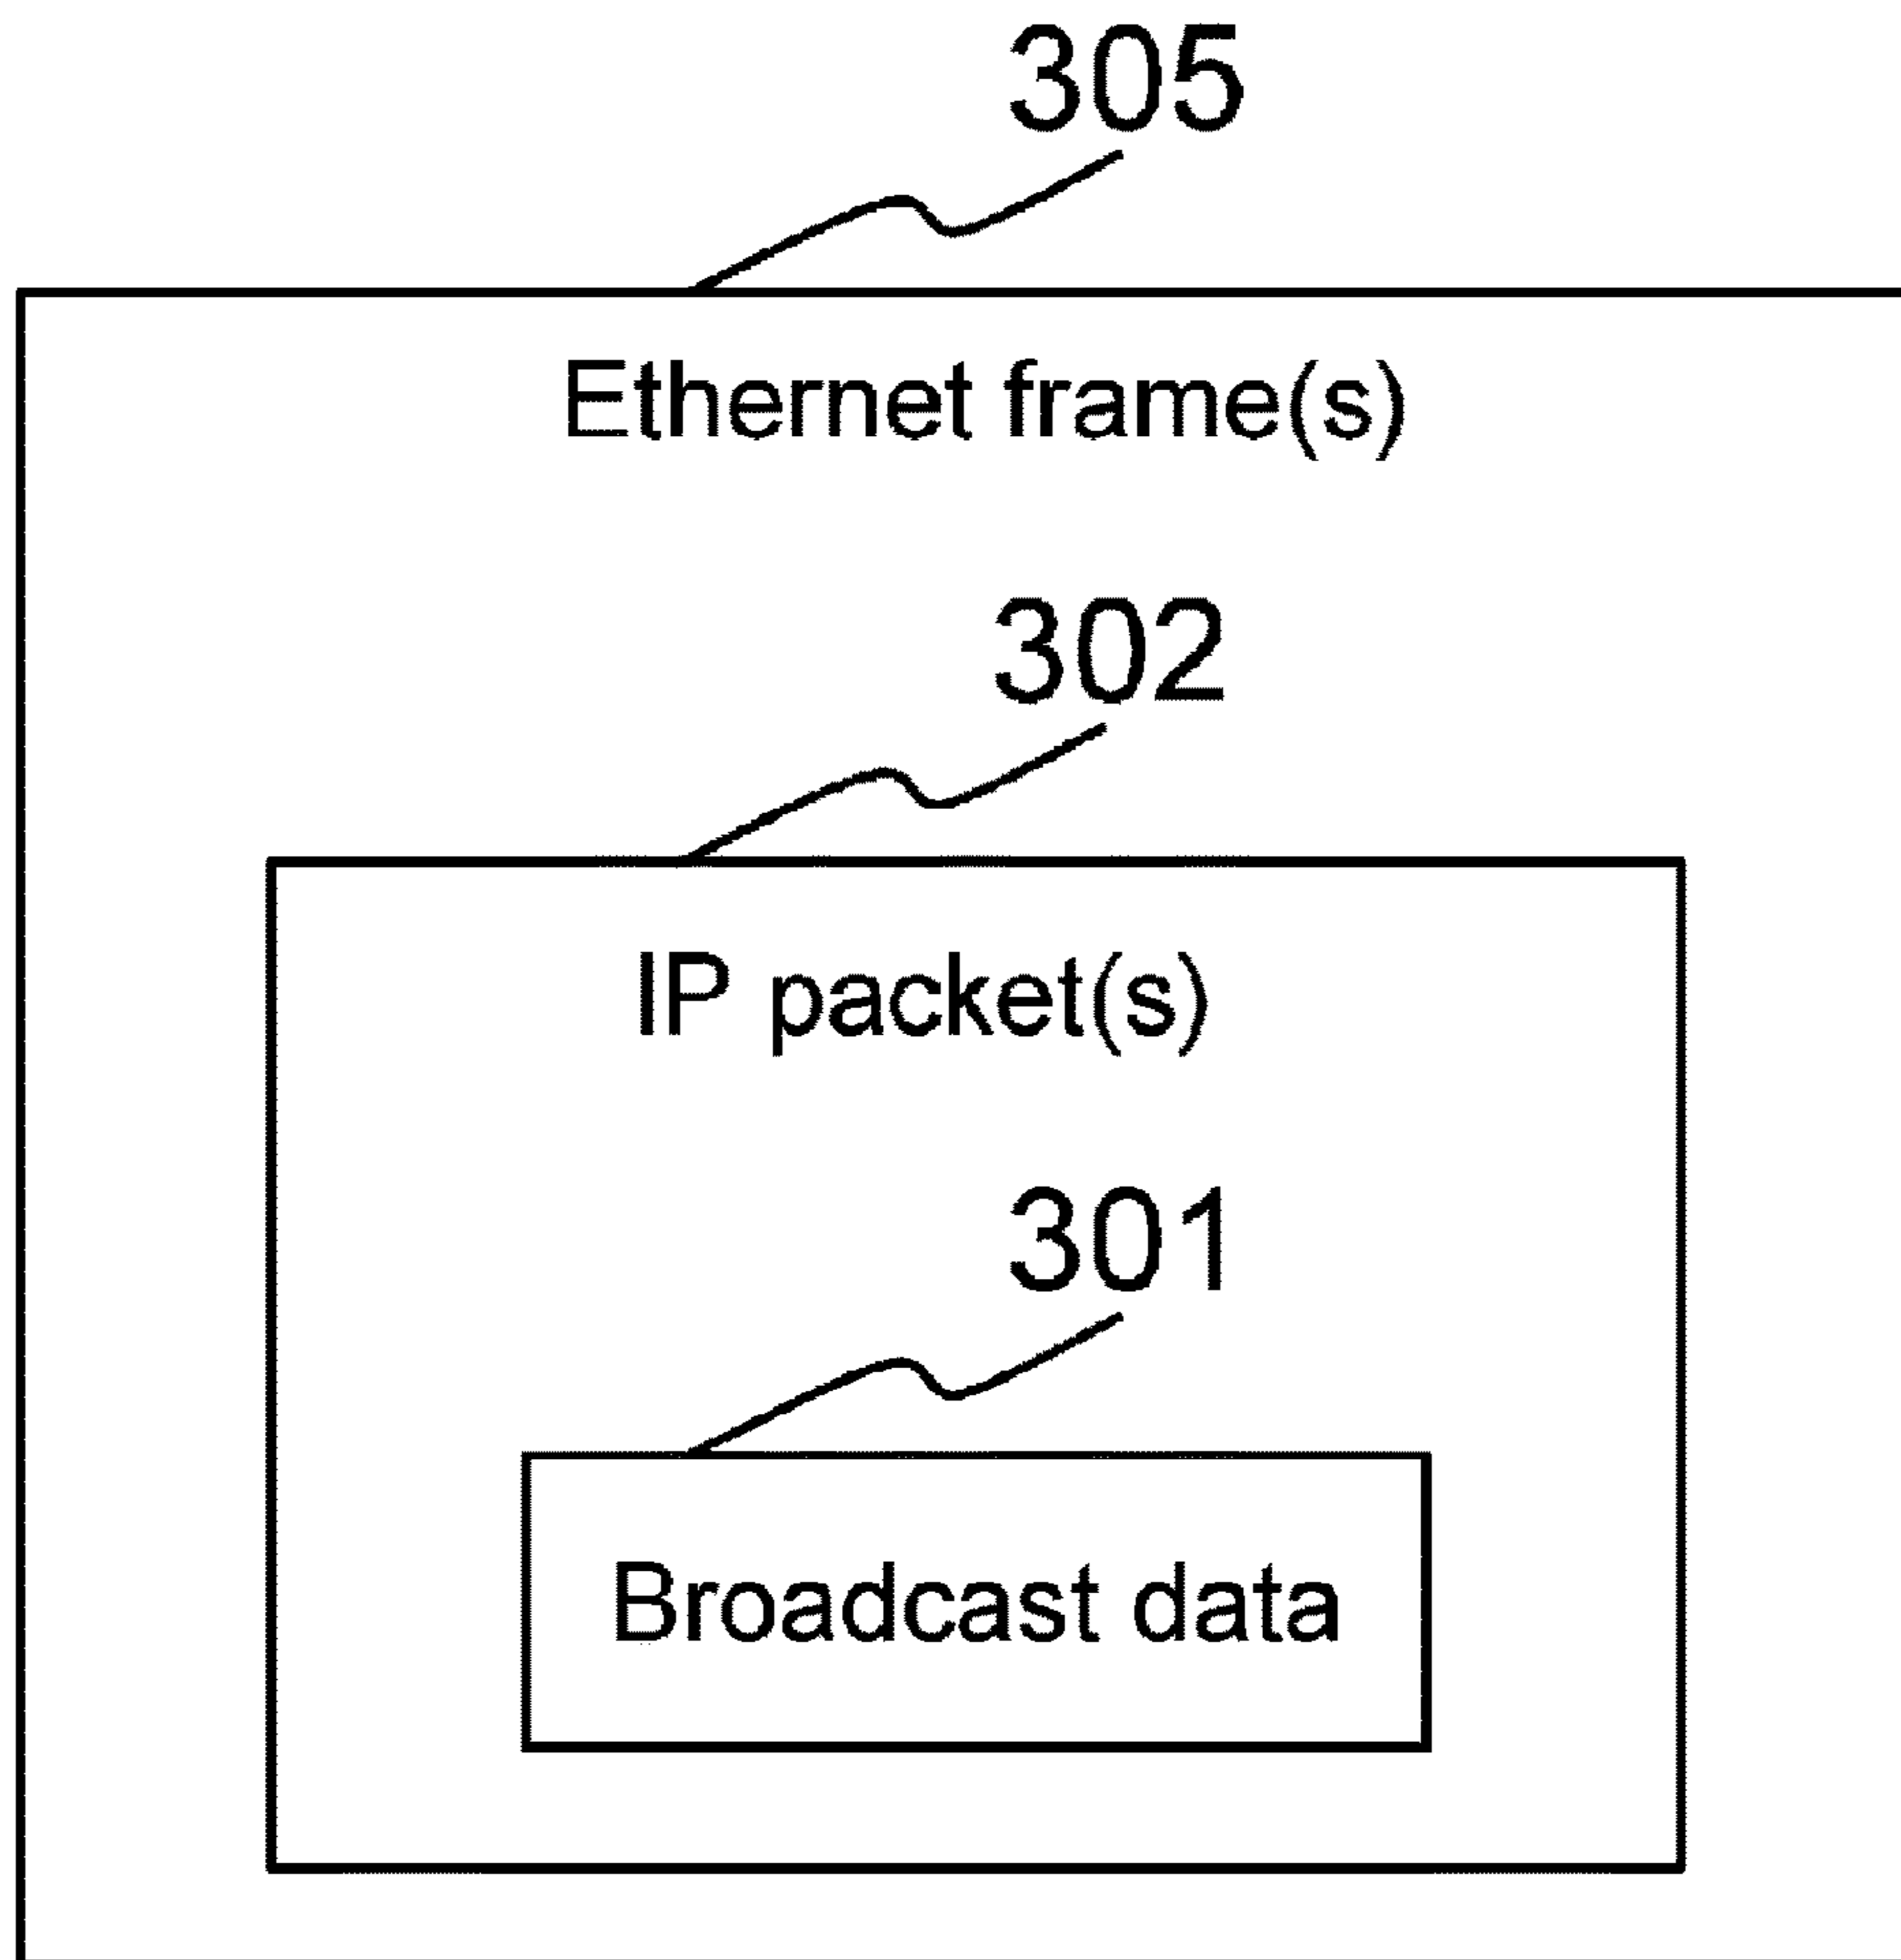 305
Ethernet frame(s)
302
IP packet(s)
301
Broadcast data